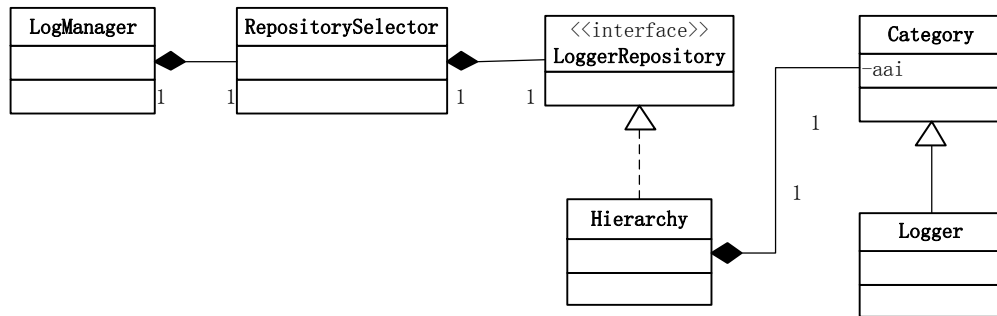 LogManager
RepositorySelector
<<interface>>
LoggerRepository
Category
-aai
1
1
1
1
1
1
Hierarchy
Logger